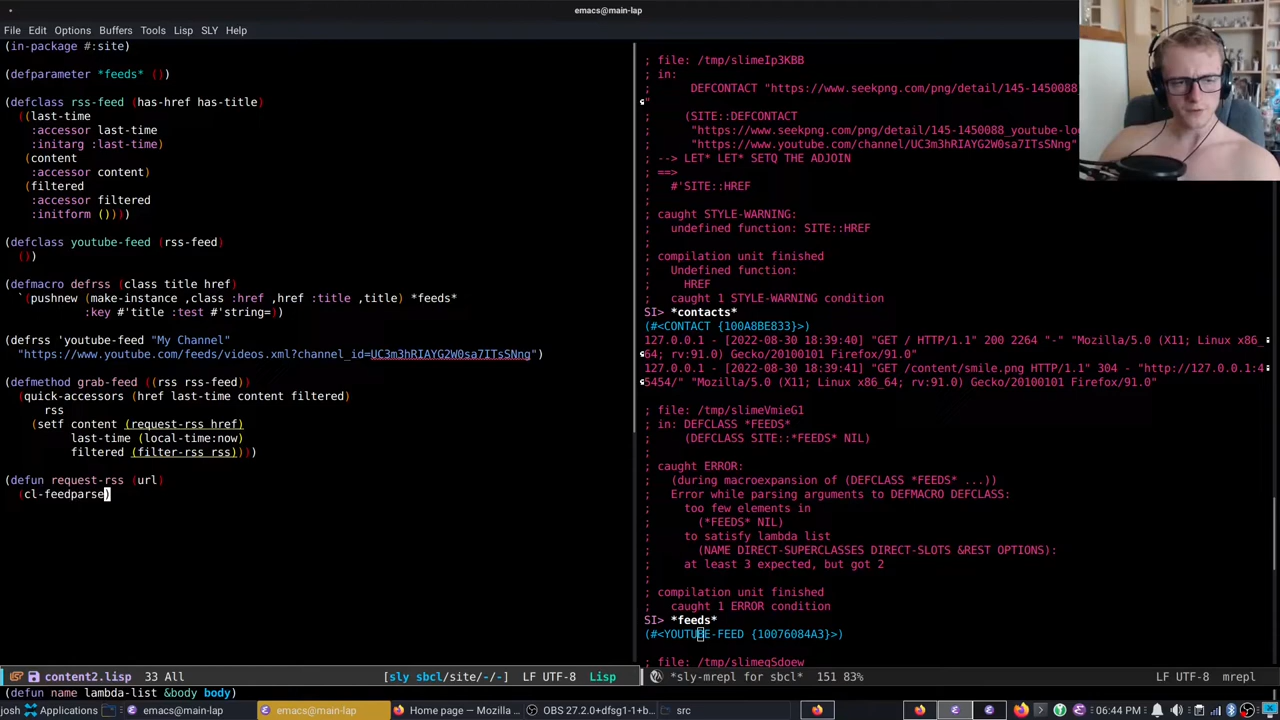 emacs@main-lap
File Edit Options Buffers Tools Lisp SLY Help
(in-package #:site)
(defparameter *feeds* ())
(defclass rss-feed (has-href has-title)
((last-time
:accessor last-time
:initarg :last-time)
(content
:accessor content)
(filtered
:accessor filtered
:initform ())))
(defclass youtube-feed (rss-feed)
())
(defmacro defrss (class title href)
`(pushnew (make-instance ,class :href ,href :title ,title) *feeds*
:key #'title :test #'string=))
(defrss 'youtube-feed "My Channel"
"https://www.youtube.com/feeds/videos.xml?channel_id=UC3m3hRIAYG2W0sa7ITsSNng")
(defmethod grab-feed ((rss rss-feed))
(quick-accessors (href last-time content filtered)
rss
(setf content (request-rss href)
last-time (local-time:now)
filtered (filter-rss rss))))
(defun request-rss (url)
(cl-feedparse)
; file: /tmp/slimeIp3KBB
; in:
; DEFCONTACT "https://www.seekpng.com/png/detail/145-1450088_
"
; (SITE::DEFCONTACT
; "https://www.seekpng.com/png/detail/145-1450088_youtube-lo
; "https://www.youtube.com/channel/UC3m3hRIAYG2W0sa7ITsSNng"
; --> LET* LET* SETQ THE ADJOIN
; ==>
; #'SITE::HREF
;
; caught STYLE-WARNING:
; undefined function: SITE::HREF
;
; compilation unit finished
; Undefined function:
; HREF
; caught 1 STYLE-WARNING condition
SI> *contacts*
(#<CONTACT {100A8BE833}>)
127.0.0.1 - [2022-08-30 18:39:40] "GET / HTTP/1.1" 200 2264 "-" "Mozilla/5.0 (X11; Linux x86_
64; rv:91.0) Gecko/20100101 Firefox/91.0"
127.0.0.1 - [2022-08-30 18:39:41] "GET /content/smile.png HTTP/1.1" 304 - "http://127.0.0.1:4
5454/" "Mozilla/5.0 (X11; Linux x86_64; rv:91.0) Gecko/20100101 Firefox/91.0"
; file: /tmp/slimeVmieG1
; in: DEFCLASS *FEEDS*
; (DEFCLASS SITE::*FEEDS* NIL)
;
; caught ERROR:
; (during macroexpansion of (DEFCLASS *FEEDS* ...))
; Error while parsing arguments to DEFMACRO DEFCLASS:
; too few elements in
; (*FEEDS* NIL)
; to satisfy lambda list
; (NAME DIRECT-SUPERCLASSES DIRECT-SLOTS &REST OPTIONS):
; at least 3 expected, but got 2
;
; compilation unit finished
; caught 1 ERROR condition
SI> *feeds*
(#<YOUTUBE-FEED {10076084A3}>)
; file: /tmp/slimeqSdoew
content2.lisp 33 All [sly sbcl/site/-/-] LF UTF-8 Lisp
*sly-mrepl for sbcl* 151 83% LF UTF-8 mrepl
(defun name lambda-list &body body)
Applications emacs@main-lap emacs@main-lap Home page — Mozilla ... OBS 27.2.0+dfsg1-1+b... src 06:44 PM josh